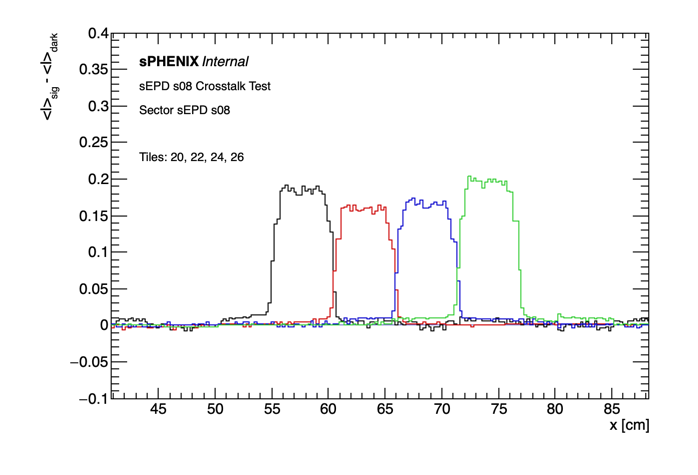 <I>sig - <I>dark
0.4
0.35
0.3
0.25
0.2
0.15
0.1
0.05
0
−0.05
−0.1
sPHENIX Internal
sEPD s08 Crosstalk Test
Sector sEPD s08
Tiles: 20, 22, 24, 26
45 50 55 60 65 70 75 80 85
x [cm]